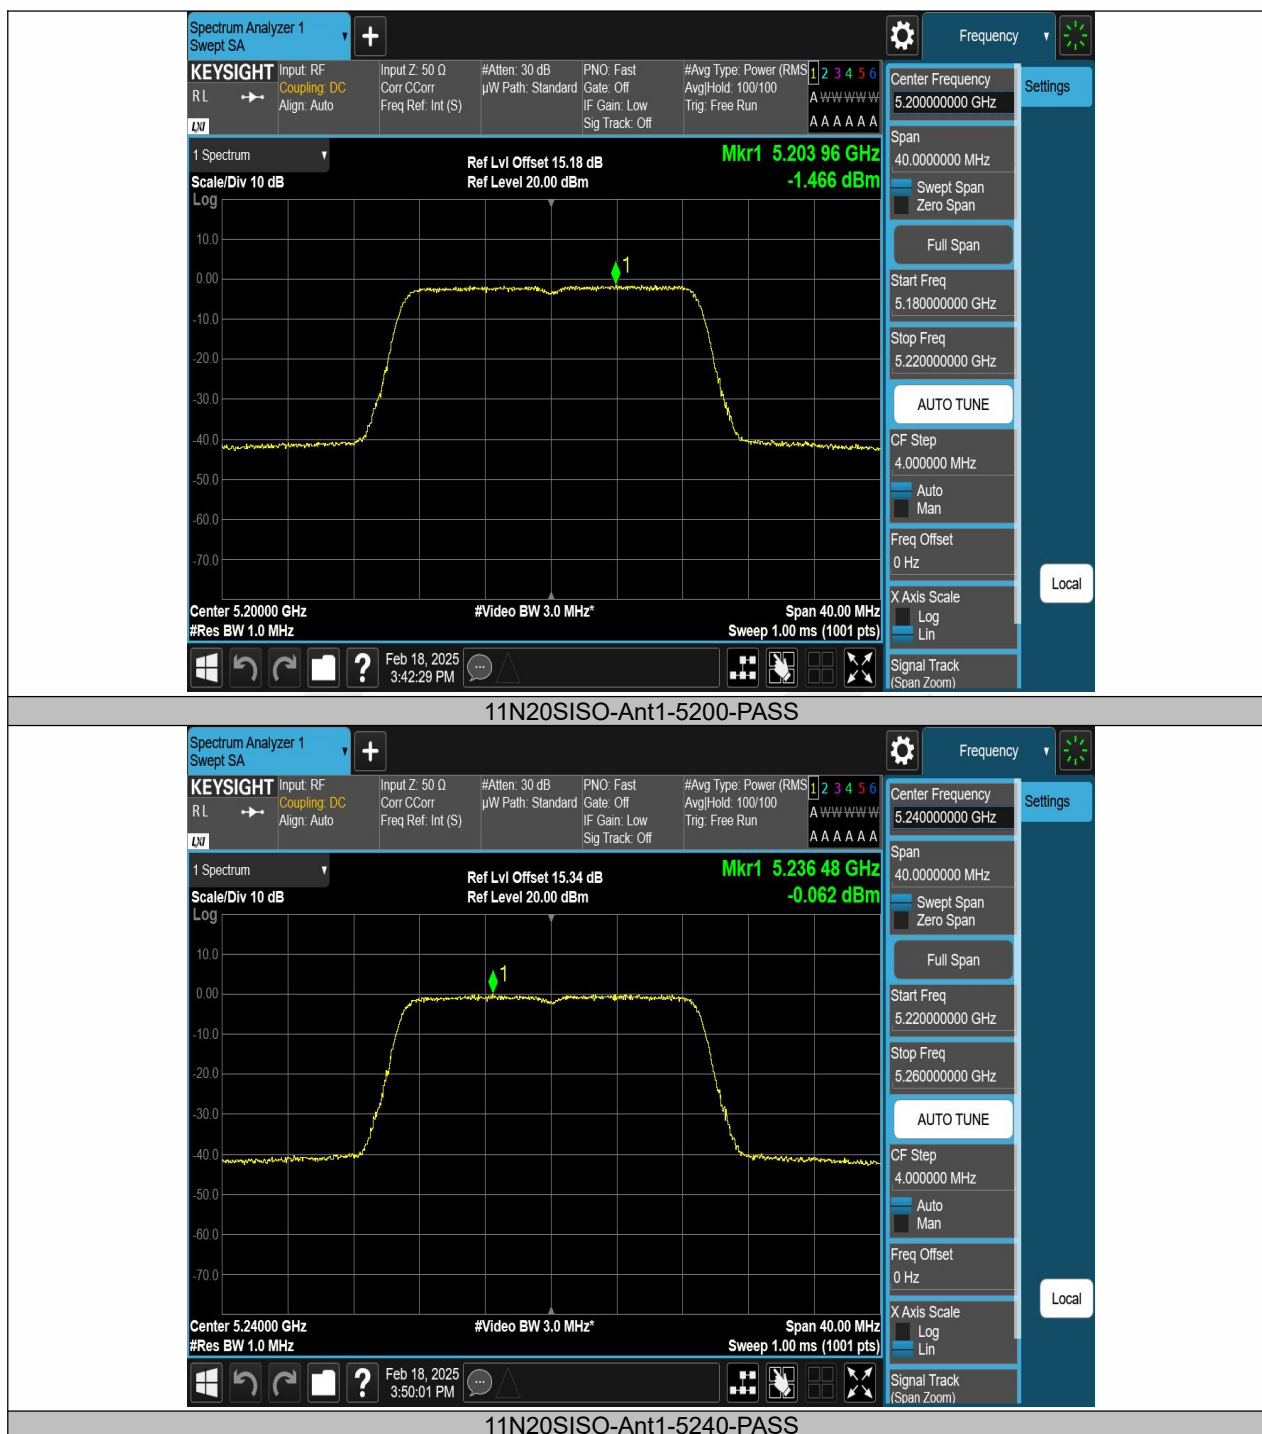 Spectrum Analyzer 1
Swept SA
Frequency
KEYSIGHT
R L
LXI
Input: RF
Coupling: DC
Align: Auto
Input Z: 50 Ω
Corr CCorr
Freq Ref: Int (S)
#Atten: 30 dB
µW Path: Standard
PNO: Fast
Gate: Off
IF Gain: Low
Sig Track: Off
#Avg Type: Power (RMS
Avg|Hold: 100/100
Trig: Free Run
1 2 3 4 5 6
A W W W W W
A A A A A A
1 Spectrum
Scale/Div 10 dB
Log
Ref Lvl Offset 15.18 dB
Ref Level 20.00 dBm
Mkr1 5.203 96 GHz
-1.466 dBm
10.0
0.00
-10.0
-20.0
-30.0
-40.0
-50.0
-60.0
-70.0
1
Center 5.20000 GHz
#Res BW 1.0 MHz
#Video BW 3.0 MHz*
Span 40.00 MHz
Sweep 1.00 ms (1001 pts)
Feb 18, 2025
3:42:29 PM
Center Frequency
5.200000000 GHz
Settings
Span
40.0000000 MHz
Swept Span
Zero Span
Full Span
Start Freq
5.180000000 GHz
Stop Freq
5.220000000 GHz
AUTO TUNE
CF Step
4.000000 MHz
Auto
Man
Freq Offset
0 Hz
Local
X Axis Scale
Log
Lin
Signal Track
(Span Zoom)
11N20SISO-Ant1-5200-PASS
Spectrum Analyzer 1
Swept SA
Frequency
KEYSIGHT
R L
LXI
Input: RF
Coupling: DC
Align: Auto
Input Z: 50 Ω
Corr CCorr
Freq Ref: Int (S)
#Atten: 30 dB
µW Path: Standard
PNO: Fast
Gate: Off
IF Gain: Low
Sig Track: Off
#Avg Type: Power (RMS
Avg|Hold: 100/100
Trig: Free Run
1 2 3 4 5 6
A W W W W W
A A A A A A
1 Spectrum
Scale/Div 10 dB
Log
Ref Lvl Offset 15.34 dB
Ref Level 20.00 dBm
Mkr1 5.236 48 GHz
-0.062 dBm
10.0
0.00
-10.0
-20.0
-30.0
-40.0
-50.0
-60.0
-70.0
1
Center 5.24000 GHz
#Res BW 1.0 MHz
#Video BW 3.0 MHz*
Span 40.00 MHz
Sweep 1.00 ms (1001 pts)
Feb 18, 2025
3:50:01 PM
Center Frequency
5.240000000 GHz
Settings
Span
40.0000000 MHz
Swept Span
Zero Span
Full Span
Start Freq
5.220000000 GHz
Stop Freq
5.260000000 GHz
AUTO TUNE
CF Step
4.000000 MHz
Auto
Man
Freq Offset
0 Hz
Local
X Axis Scale
Log
Lin
Signal Track
(Span Zoom)
11N20SISO-Ant1-5240-PASS